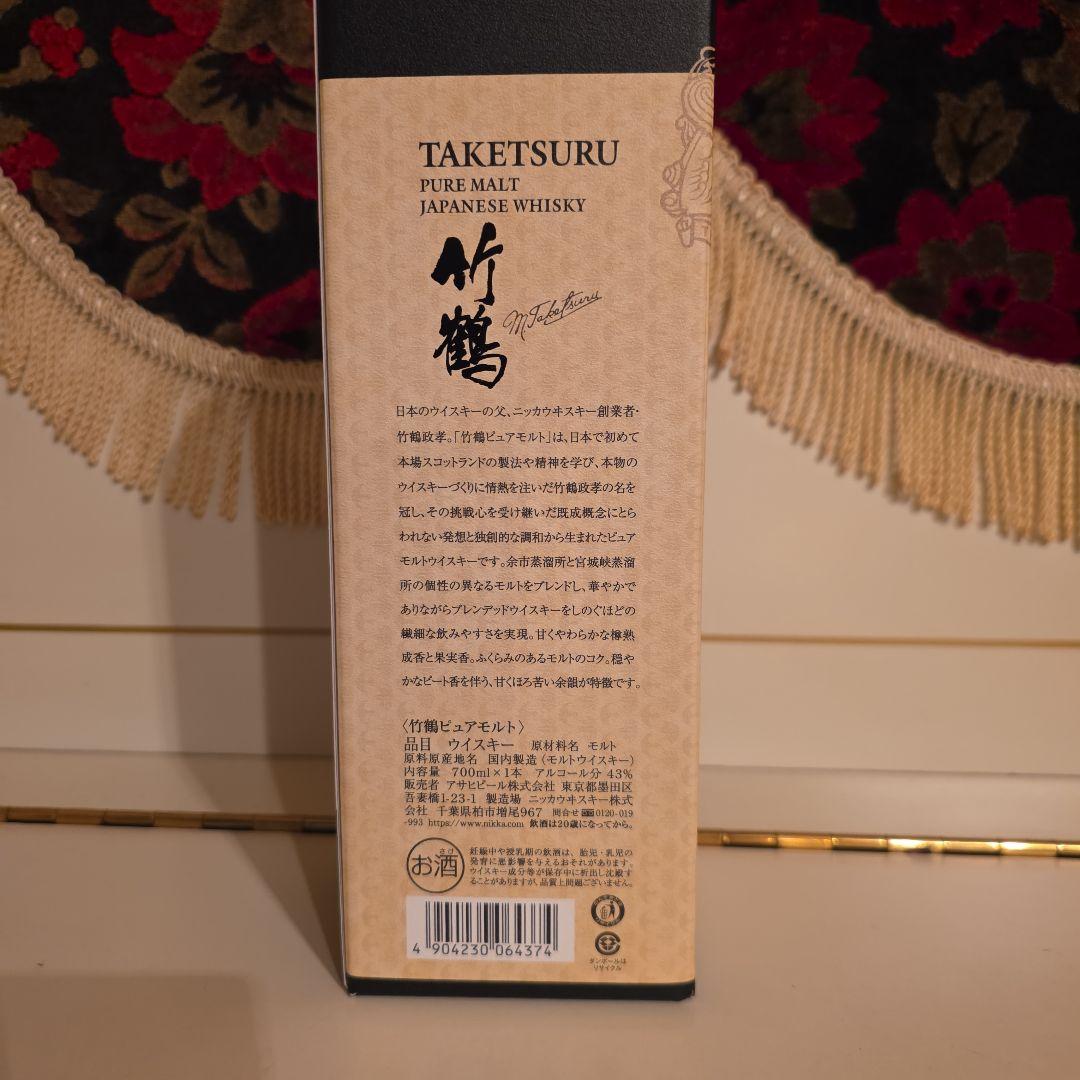 TAKETSURU
PURE MALT
JAPANESE WHISKY
竹
鶴
M.Taketsuru
日本のウイスキーの父、ニッカウヰスキー創業者・
竹鶴政孝。「竹鶴ピュアモルト」は、日本で初めて
本場スコットランドの製法や精神を学び、本物の
ウイスキーづくりに情熱を注いだ竹鶴政孝の名を
冠し、その挑戦心を受け継いだ既成概念にとら
われない発想と独創的な調和から生まれたピュア
モルトウイスキーです。余市蒸溜所と宮城峡蒸溜
所の個性の異なるモルトをブレンドし、華やかで
ありながらブレンデッドウイスキーをしのぐほどの
繊細な飲みやすさを実現。甘くやわらかな樽熟
成香と果実香。ふくらみのあるモルトのコク。穏や
かなピート香を伴う、甘くほろ苦い余韻が特徴です。
〈竹鶴ピュアモルト〉
品目 ウイスキー 原材料名 モルト
原料原産地名 国内製造（モルトウイスキー）
内容量 700ml×1本 アルコール分 43%
販売者 アサヒビール株式会社 東京都墨田区
吾妻橋1-23-1 製造場 ニッカウヰスキー株式
会社 千葉県柏市増尾967 問合せ 0120-019
-993 https://www.nikka.com 飲酒は20歳になってから。
さけ
お酒
妊娠中や授乳期の飲酒は、胎児・乳児の
発育に悪影響を与えるおそれがあります。
ウイスキー成分等が保存中に析出し沈殿す
ることがありますが、品質上問題ございません。
4 904230 064374
ダンボールは
リサイクル